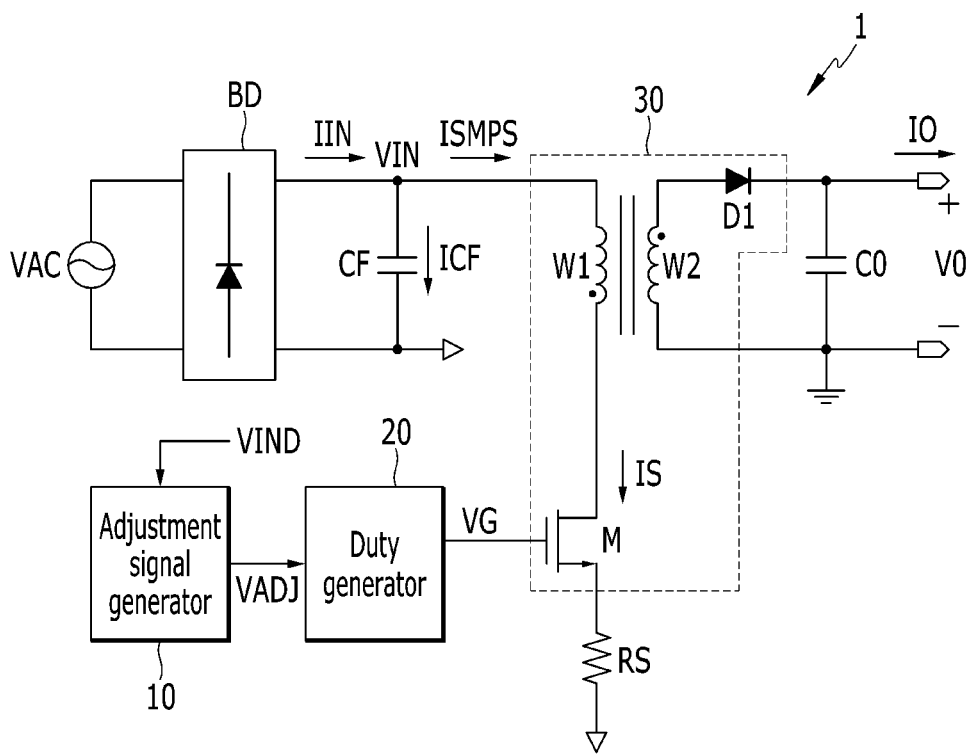 1
BD
30
IIN
ISMPS
IO
VIN
D1
+
VAC
CF
ICF
W1
W2
C0
V0
−
VIND
20
IS
Adjustment
signal
generator
VADJ
Duty
generator
VG
M
10
RS